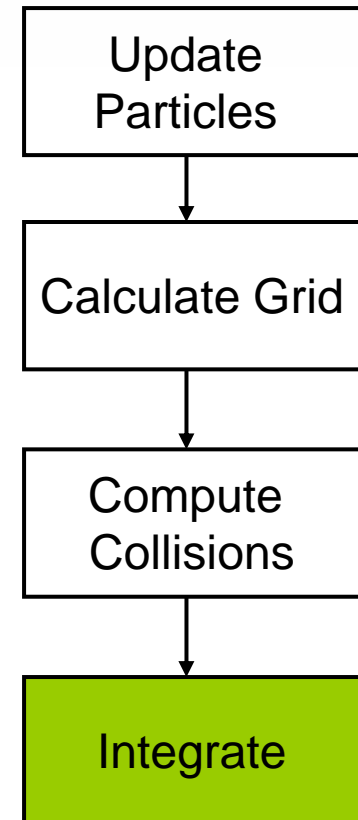 Update
Particles
Calculate Grid
Compute
Collisions
Integrate